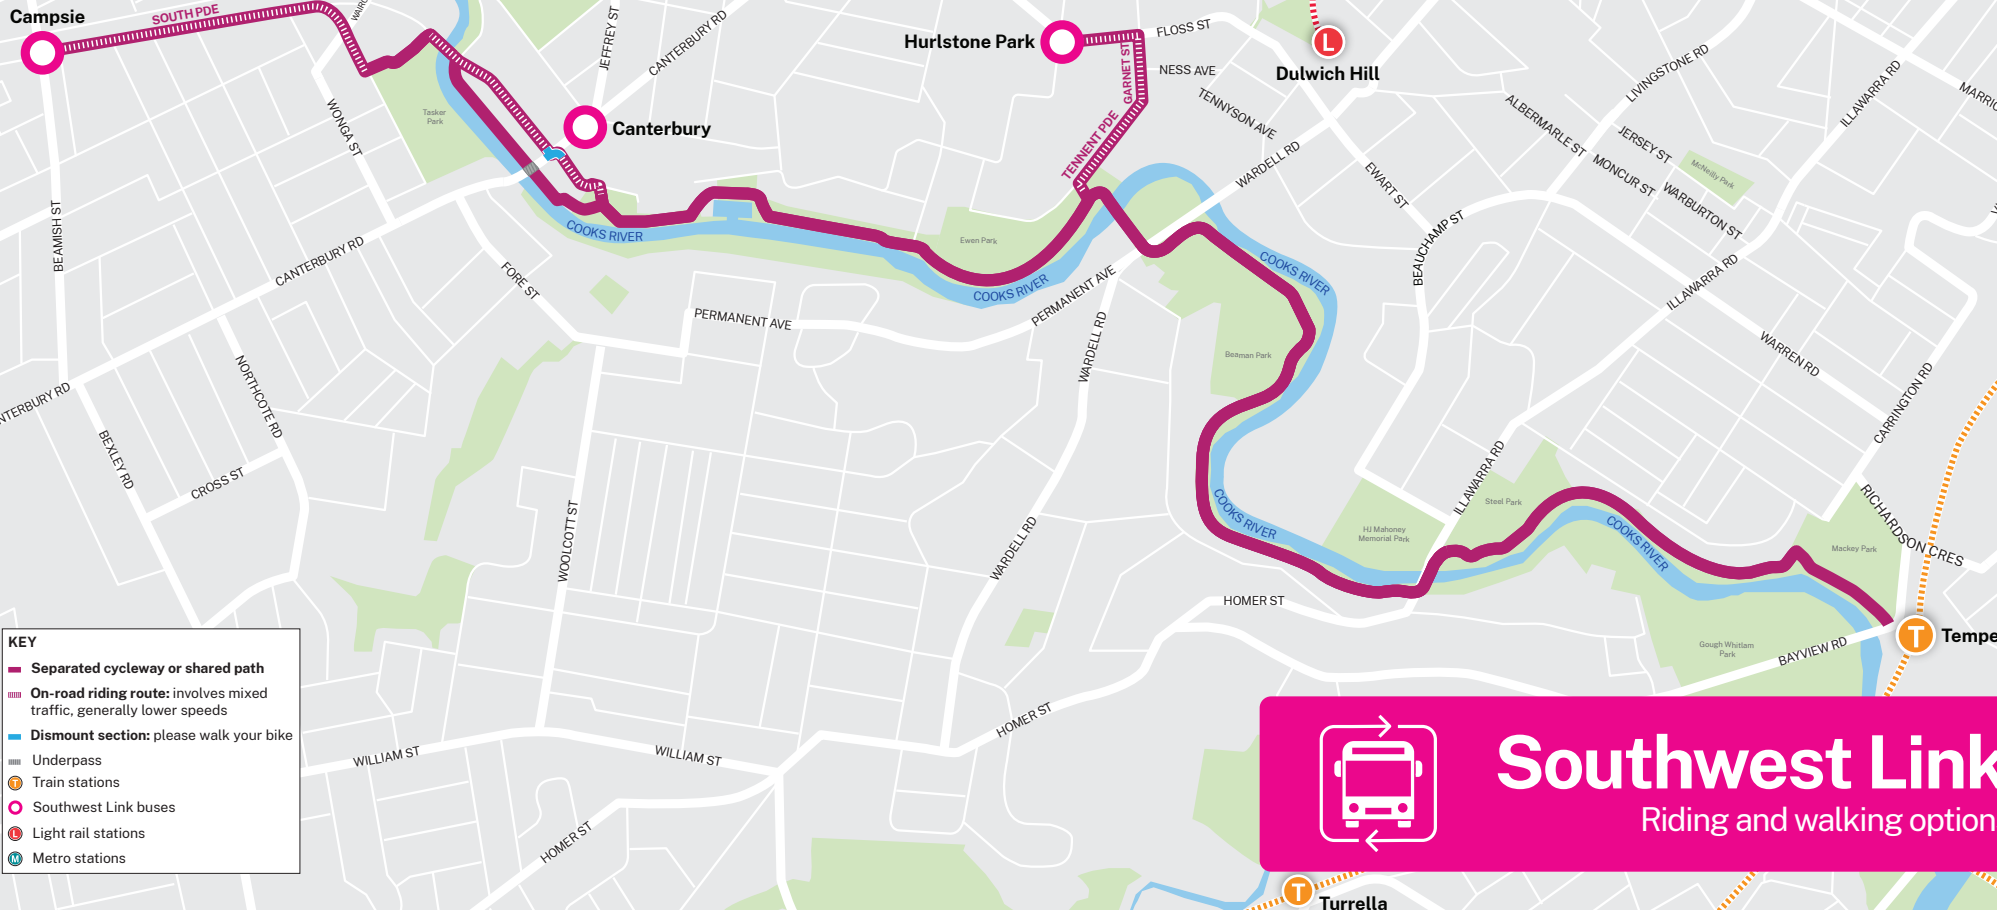 Campsie
SOUTH PDE
JEFFREY ST
CANTERBURY RD
Hurlstone Park
FLOSS ST
GARNET ST
NESS AVE
TENNYSON AVE
TENNENT PDE
L
Dulwich Hill
LIVINGSTONE RD
ILLAWARRA RD
ALBERMARLE ST
JERSEY ST
MONCUR ST
McNeilly Park
WARBURTON ST
Tasker
Park
WONGA ST
Canterbury
WARDELL RD
EWART ST
BEAUCHAMP ST
BEAMISH ST
CANTERBURY RD
COOKS RIVER
Ewen Park
COOKS RIVER
COOKS RIVER
FORE ST
PERMANENT AVE
PERMANENT AVE
ILLAWARRA RD
WARDELL RD
Beaman Park
WARREN RD
NTERBURY RD
NORTHCOTE RD
BEXLEY RD
CROSS ST
CARRINGTON RD
WOOLCOTT ST
WARDELL RD
COOKS RIVER
ILLAWARRA RD
HJ Mahoney
Memorial Park
Steel Park
COOKS RIVER
RICHARDSON CRES
Mackey Park
HOMER ST
Gough Whitlam
Park
BAYVIEW RD
T
Tempe
HOMER ST
WILLIAM ST
WILLIAM ST
HOMER ST
KEY
Separated cycleway or shared path
On-road riding route: involves mixed
traffic, generally lower speeds
Dismount section: please walk your bike
Underpass
T Train stations
Southwest Link buses
L Light rail stations
M Metro stations
Southwest Link
Riding and walking option
T
Turrella